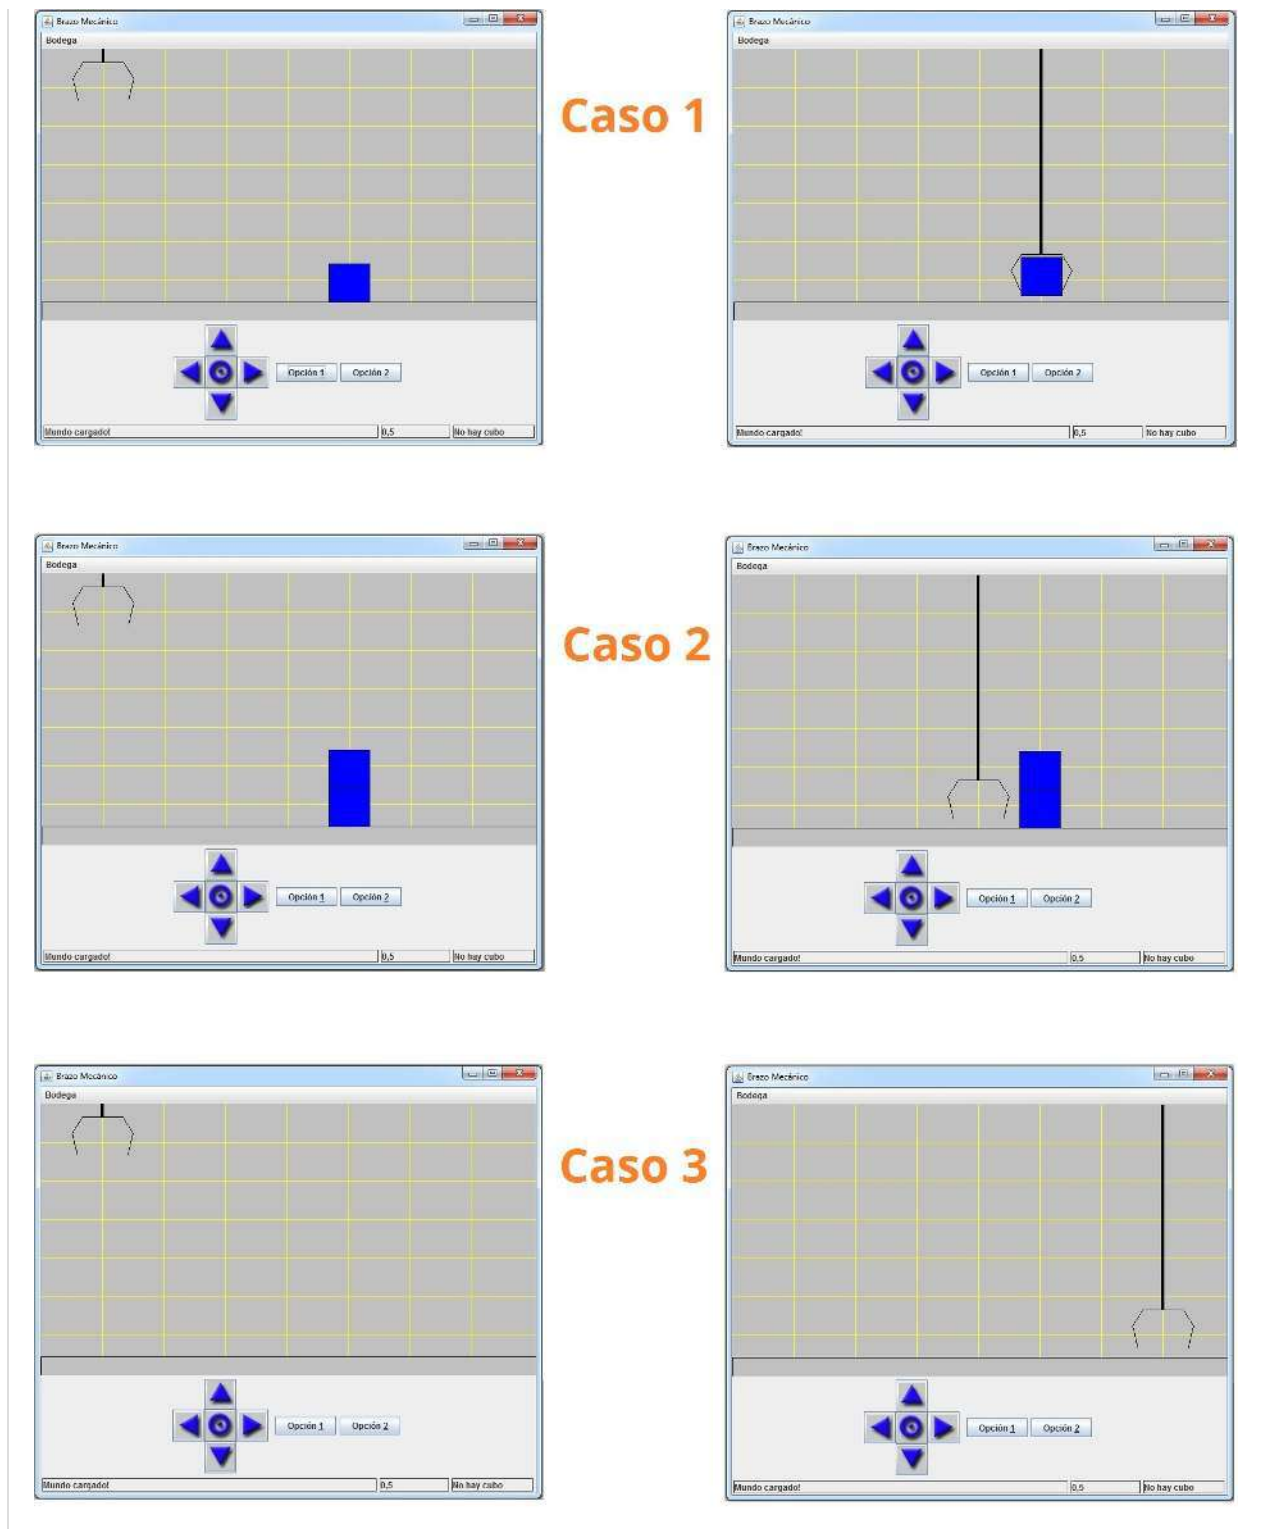 Brazo Mecánico
Bodega
Opción 1
Opción 2
Mundo cargado!
0,5
No hay cubo
Caso 1
Brazo Mecánico
Bodega
Opción 1
Opción 2
Mundo cargado!
0,5
No hay cubo
Brazo Mecánico
Bodega
Opción 1
Opción 2
Mundo cargado!
0,5
No hay cubo
Caso 2
Brazo Mecánico
Bodega
Opción 1
Opción 2
Mundo cargado!
0,5
No hay cubo
Brazo Mecánico
Bodega
Opción 1
Opción 2
Mundo cargado!
0,5
No hay cubo
Caso 3
Brazo Mecánico
Bodega
Opción 1
Opción 2
Mundo cargado!
0,5
No hay cubo